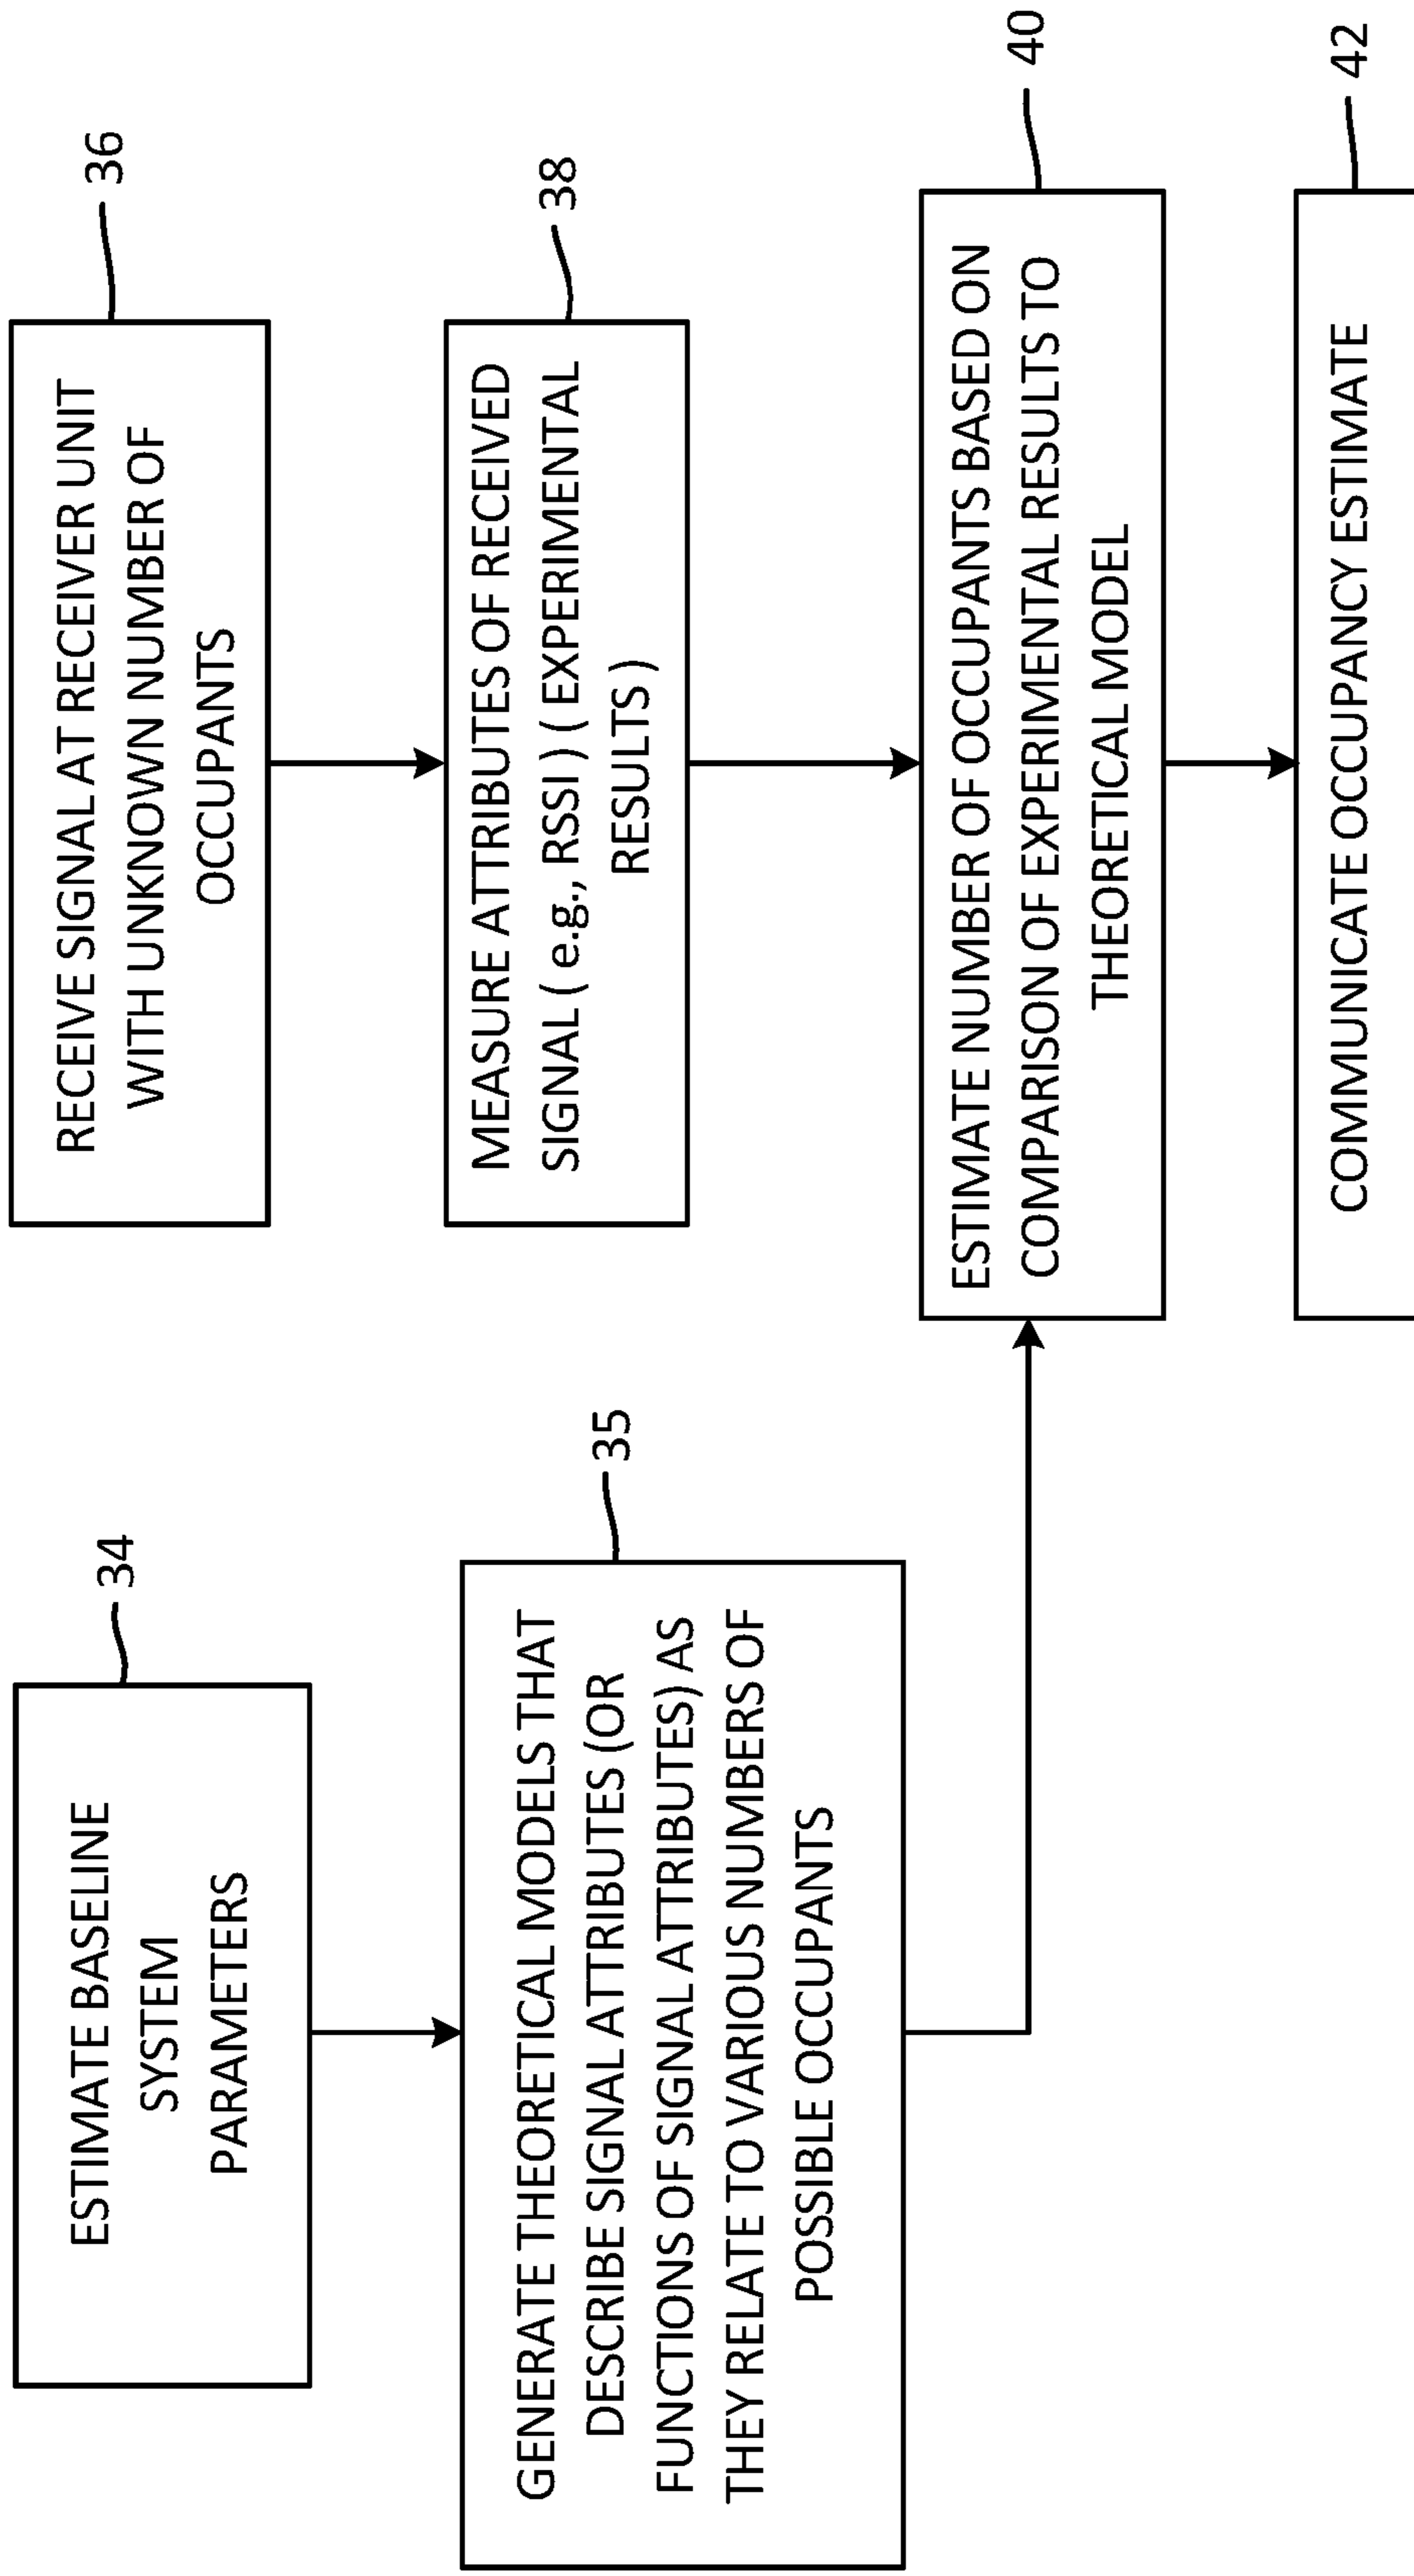 34
ESTIMATE BASELINE
SYSTEM
PARAMETERS
35
GENERATE THEORETICAL MODELS THAT
DESCRIBE SIGNAL ATTRIBUTES (OR
FUNCTIONS OF SIGNAL ATTRIBUTES) AS
THEY RELATE TO VARIOUS NUMBERS OF
POSSIBLE OCCUPANTS
36
RECEIVE SIGNAL AT RECEIVER UNIT
WITH UNKNOWN NUMBER OF
OCCUPANTS
38
MEASURE ATTRIBUTES OF RECEIVED
SIGNAL ( e.g., RSSI) ( EXPERIMENTAL
RESULTS )
40
ESTIMATE NUMBER OF OCCUPANTS BASED ON
COMPARISON OF EXPERIMENTAL RESULTS TO
THEORETICAL MODEL
42
COMMUNICATE OCCUPANCY ESTIMATE